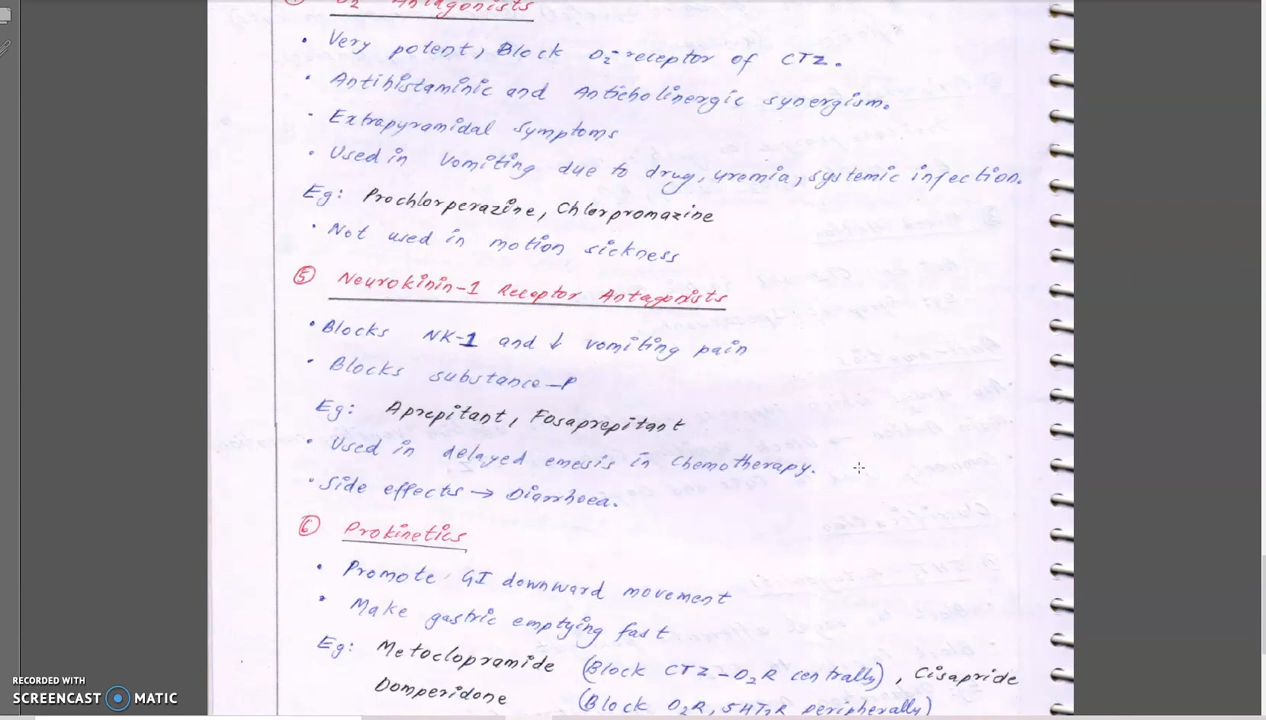 D2 Antagonists
• Very potent, Block D2-receptor of CTZ.
• Antihistaminic and Anticholinergic synergism.
• Extrapyramidal symptoms
• Used in vomiting due to drug, uremia, systemic infection.
Eg: Prochlorperazine, Chlorpromazine
• Not used in motion sickness
⑤ Neurokinin-1 Receptor Antagonists
• Blocks NK-1 and ↓ vomiting pain
• Blocks substance-P
Eg: Aprepitant, Fosaprepitant
• Used in delayed emesis in chemotherapy.
• Side effects → Diarrhoea.
⑥ Prokinetics
• Promote GI downward movement
• Make gastric emptying fast
Eg: Metoclopramide (Block CTZ-D2R centrally), Cisapride
Domperidone (Block D2R, 5HT3R peripherally)
RECORDED WITH
SCREENCAST MATIC